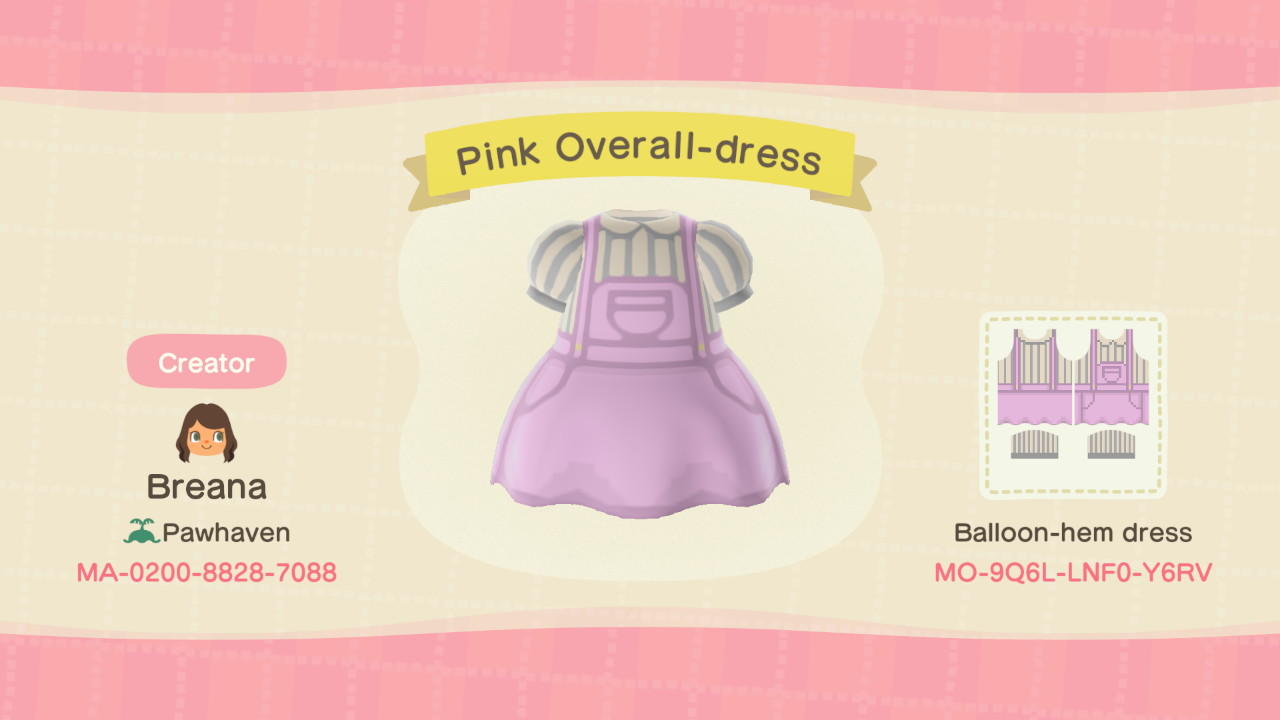 Pink Overall-dress
Creator
Breana
Pawhaven
MA-0200-8828-7088
Balloon-hem dress
MO-9Q6L-LNF0-Y6RV